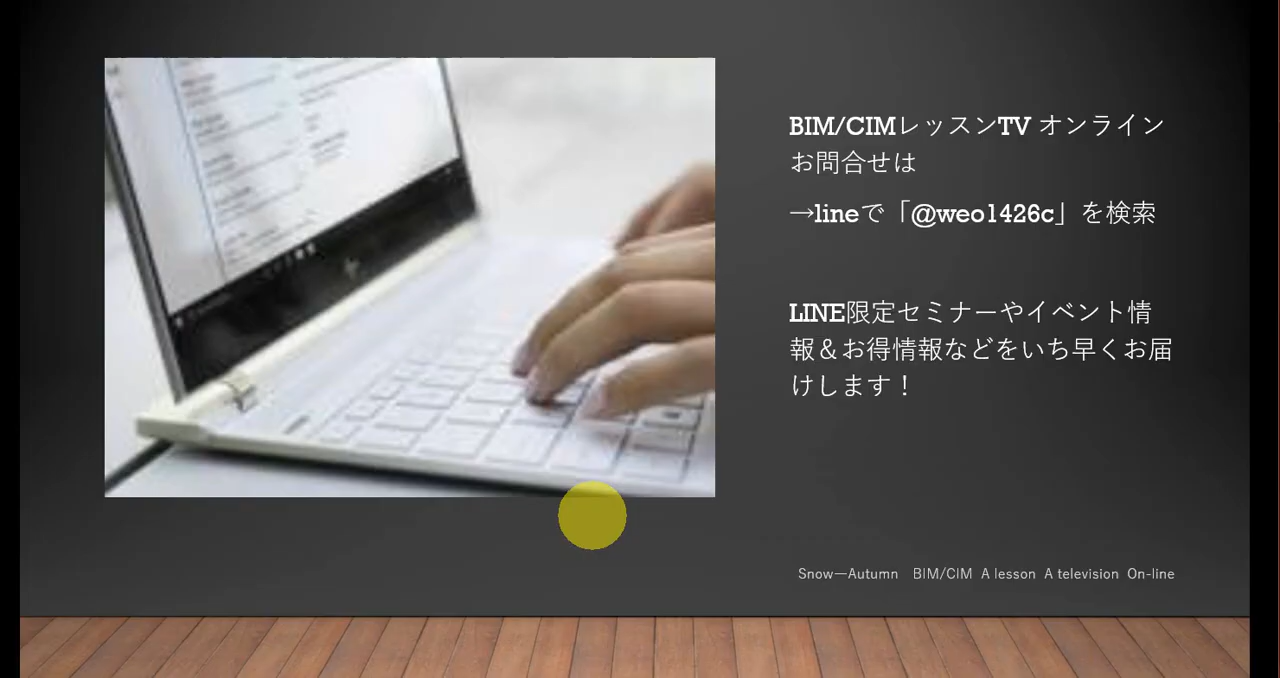 BIM/CIMレッスンTV オンライン
お問合せは
→lineで「@weo1426c」を検索
LINE限定セミナーやイベント情
報＆お得情報などをいち早くお届
けします！
Snow―Autumn BIM/CIM A lesson A television On-line